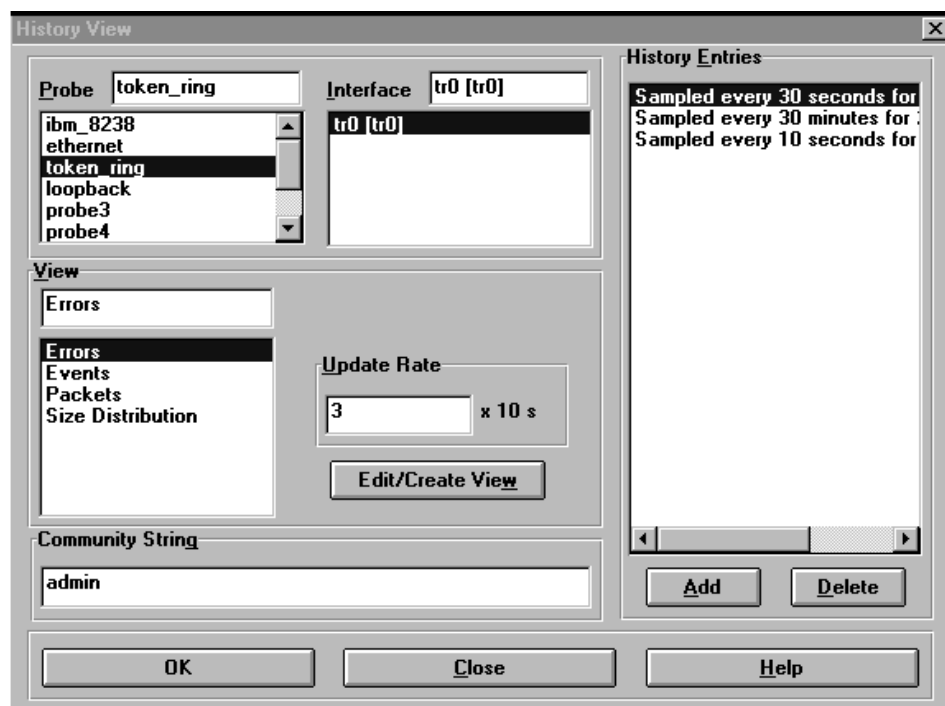 History View
Probe
token_ring
ibm_8238
ethernet
token_ring
loopback
probe3
probe4
Interface
tr0 [tr0]
tr0 [tr0]
View
Errors
Errors
Events
Packets
Size Distribution
Update Rate
3 x 10 s
Edit/Create View
Community String
admin
History Entries
Sampled every 30 seconds for
Sampled every 30 minutes for
Sampled every 10 seconds for
Add
Delete
OK
Close
Help